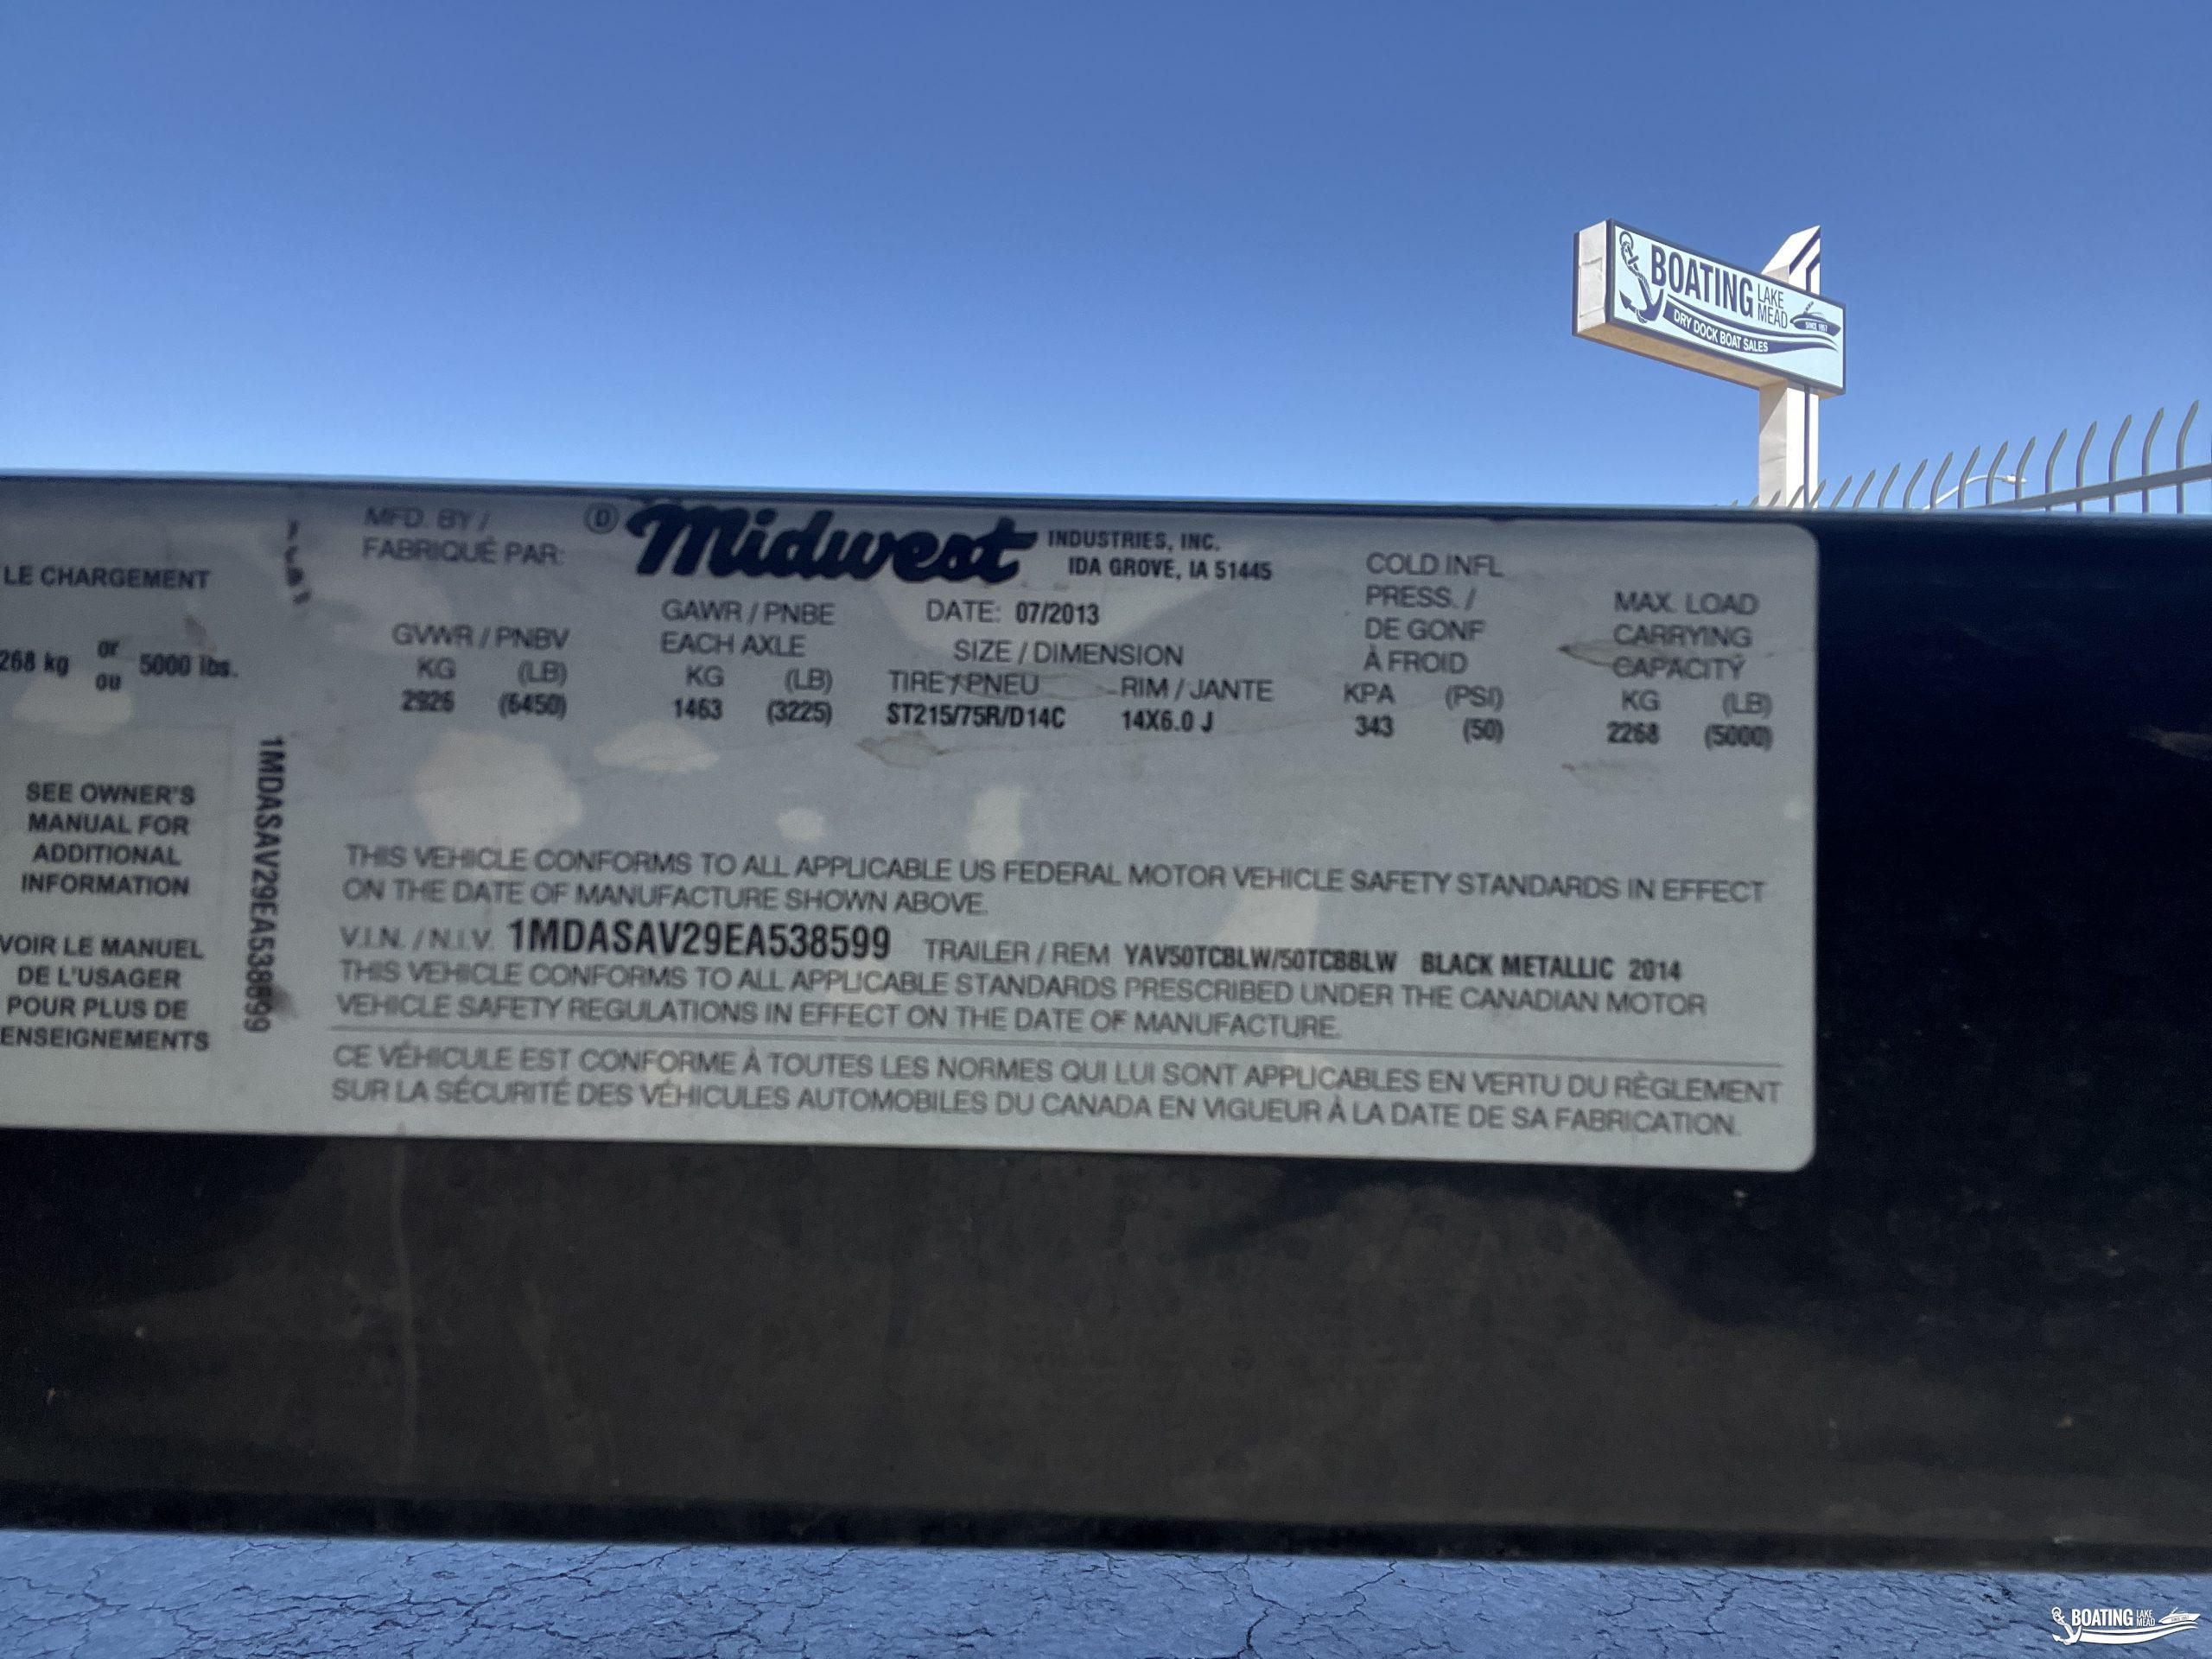 BOATING LAKE MEAD
SINCE 1957
DRY DOCK BOAT SALES
LE CHARGEMENT
268 kg or ou 5000 lbs.
SEE OWNER'S
MANUAL FOR
ADDITIONAL
INFORMATION
VOIR LE MANUEL
DE L'USAGER
POUR PLUS DE
ENSEIGNEMENTS
1MDASAV29EA538599
MFD. BY /
FABRIQUÉ PAR:
D Midwest INDUSTRIES, INC.
IDA GROVE, IA 51445
DATE: 07/2013
GVWR / PNBV
KG (LB)
2926 (6450)
GAWR / PNBE
EACH AXLE
KG (LB)
1463 (3225)
SIZE / DIMENSION
TIRE / PNEU RIM / JANTE
ST215/75R/D14C 14X6.0 J
COLD INFL
PRESS. /
DE GONF
À FROID
KPA (PSI)
343 (50)
MAX. LOAD
CARRYING
CAPACITY
KG (LB)
2268 (5000)
THIS VEHICLE CONFORMS TO ALL APPLICABLE US FEDERAL MOTOR VEHICLE SAFETY STANDARDS IN EFFECT
ON THE DATE OF MANUFACTURE SHOWN ABOVE.
V.I.N. / N.I.V. 1MDASAV29EA538599 TRAILER / REM YAV50TCBLW/50TCBBLW BLACK METALLIC 2014
THIS VEHICLE CONFORMS TO ALL APPLICABLE STANDARDS PRESCRIBED UNDER THE CANADIAN MOTOR
VEHICLE SAFETY REGULATIONS IN EFFECT ON THE DATE OF MANUFACTURE.
CE VÉHICULE EST CONFORME À TOUTES LES NORMES QUI LUI SONT APPLICABLES EN VERTU DU RÈGLEMENT
SUR LA SÉCURITÉ DES VÉHICULES AUTOMOBILES DU CANADA EN VIGUEUR À LA DATE DE SA FABRICATION.
BOATING LAKE MEAD